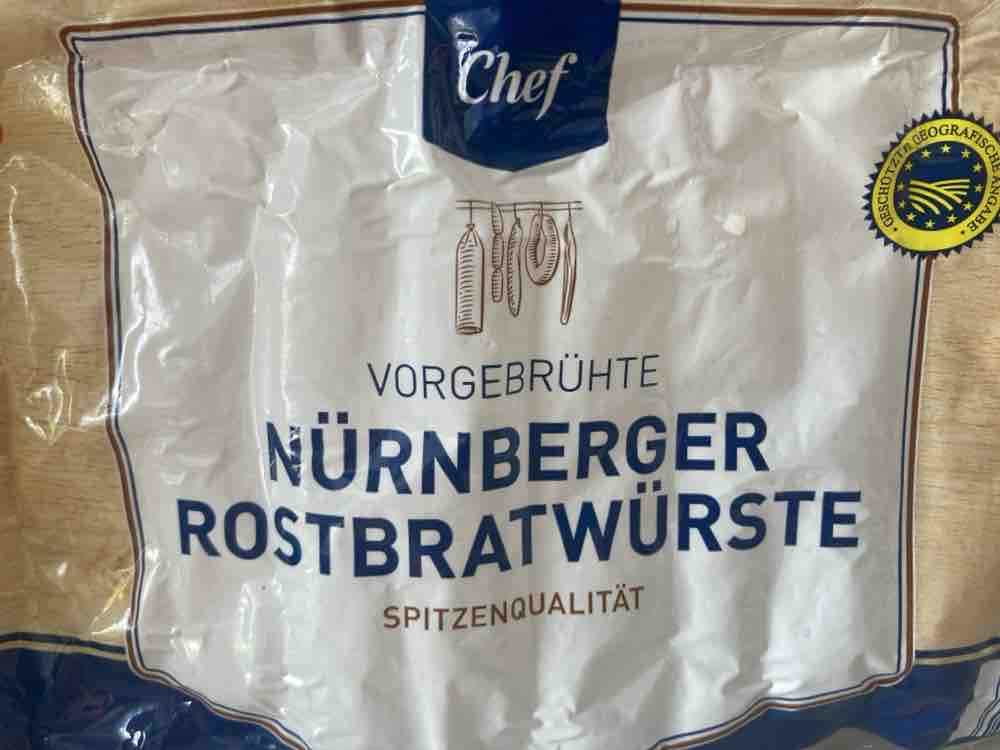 Chef
GESCHÜTZTE GEOGRAFISCHE ANGABE
VORGEBRÜHTE
NÜRNBERGER
ROSTBRATWÜRSTE
SPITZENQUALITÄT